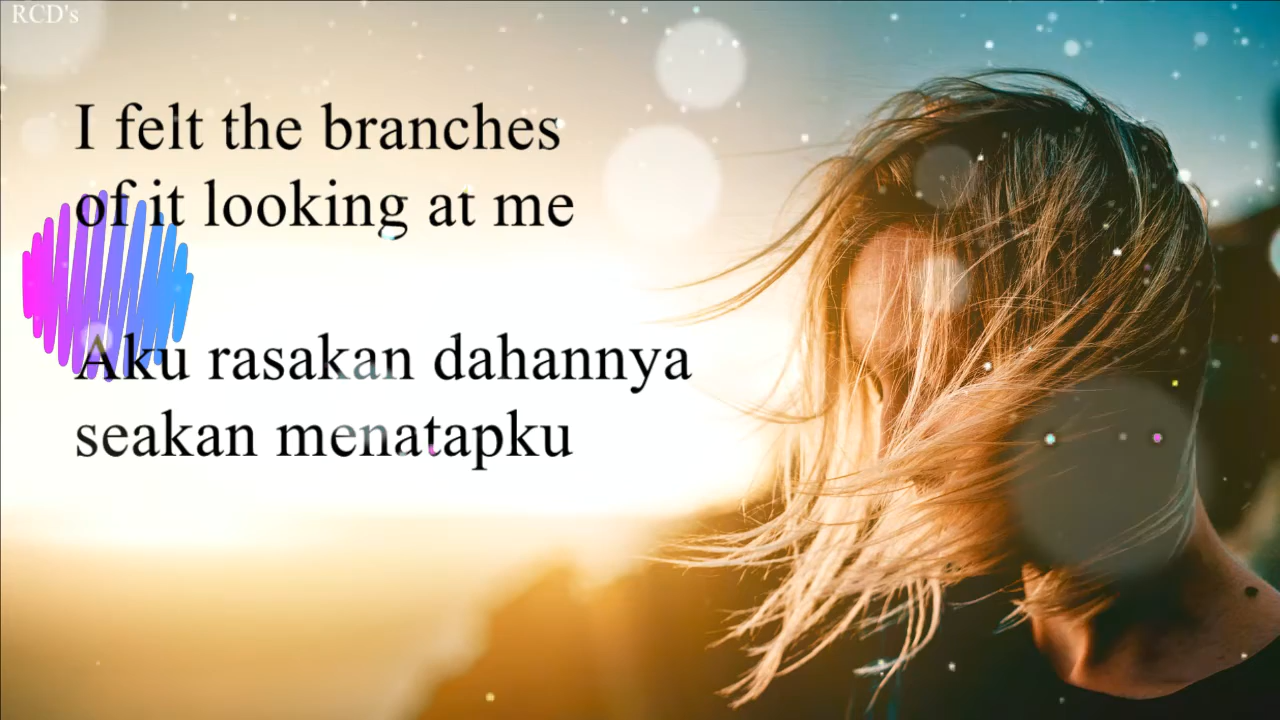 RCD's
I felt the branches
of it looking at me
Aku rasakan dahannya
seakan menatapku